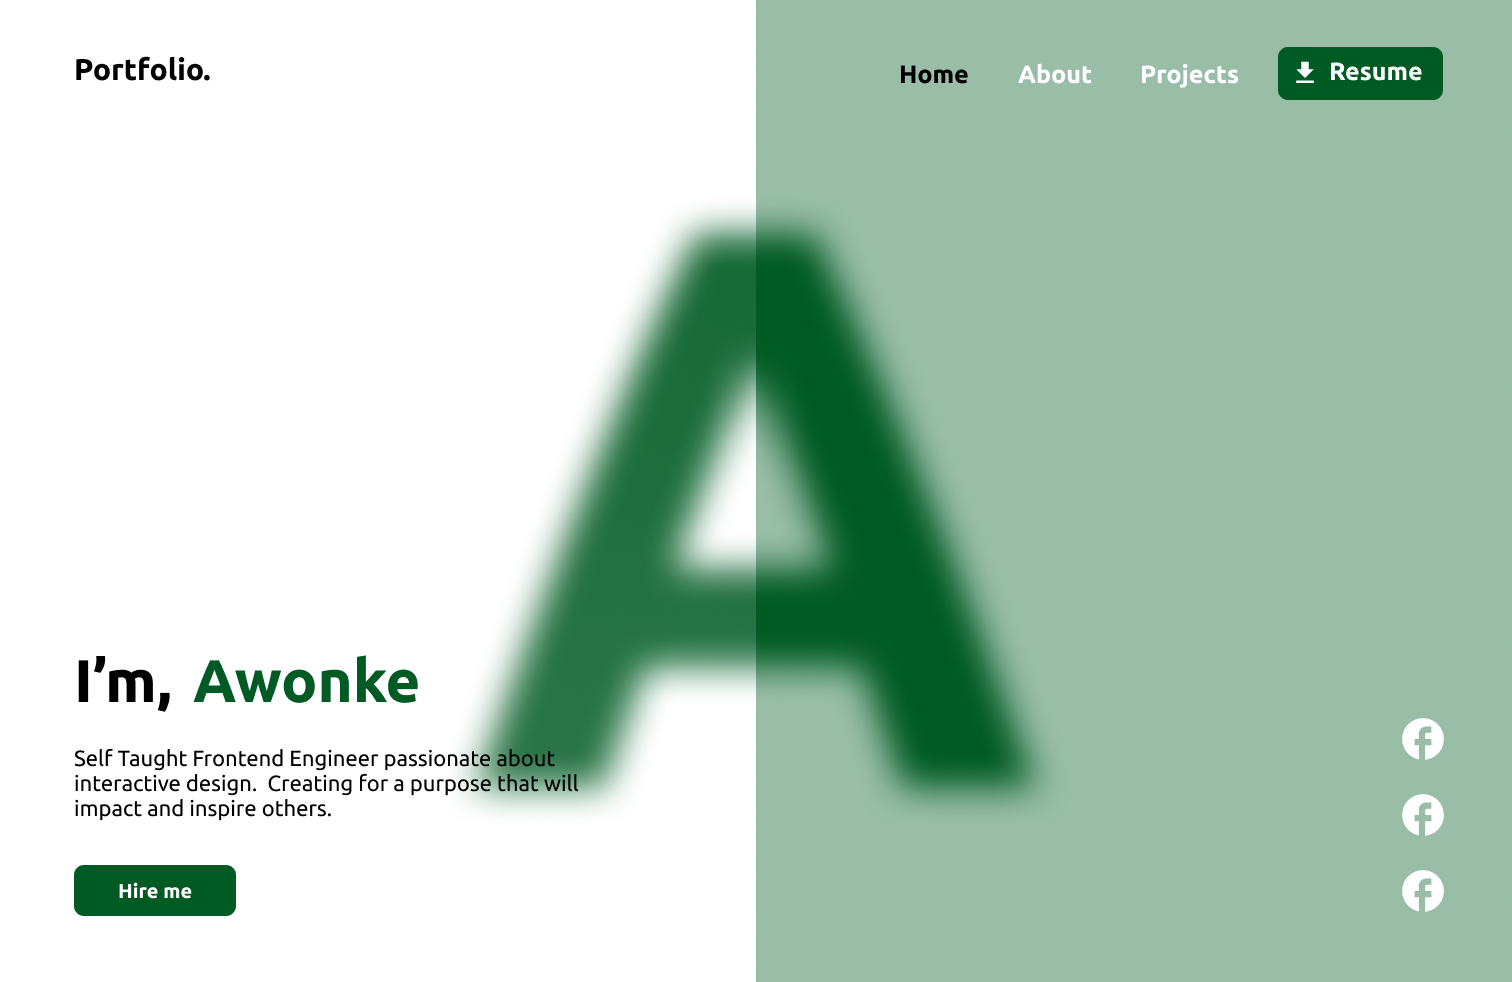 Portfolio.
Home About Projects Resume
A
I’m, Awonke
Self Taught Frontend Engineer passionate about
interactive design.  Creating for a purpose that will
impact and inspire others.
Hire me